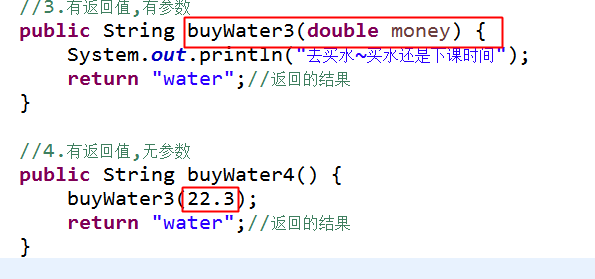 //3.有返回值,有参数
public String buyWater3(double money) {
System.out.println("去买水~买水还是下课时间");
return "water";//返回的结果
}
//4.有返回值,无参数
public String buyWater4() {
buyWater3(22.3);
return "water";//返回的结果
}